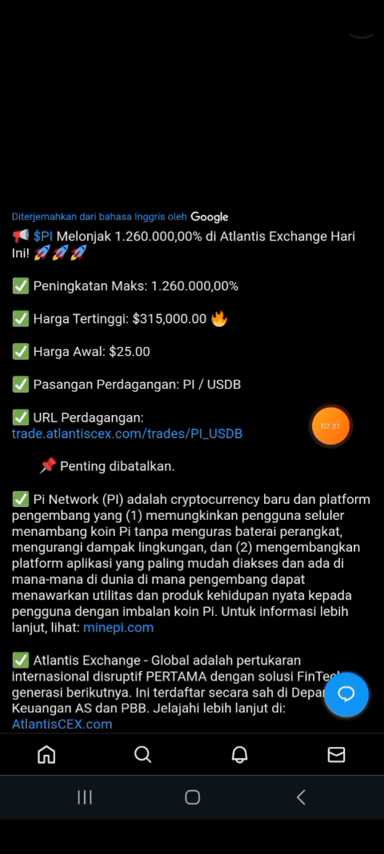 Diterjemahkan dari bahasa Inggris oleh Google
📢 $PI Melonjak 1.260.000,00% di Atlantis Exchange Hari
Ini! 🚀🚀🚀
✅ Peningkatan Maks: 1.260.000,00%
✅ Harga Tertinggi: $315,000.00 🔥
✅ Harga Awal: $25.00
✅ Pasangan Perdagangan: PI / USDB
✅ URL Perdagangan:
trade.atlantiscex.com/trades/PI_USDB
02:21
📌 Penting dibatalkan.
✅ Pi Network (PI) adalah cryptocurrency baru dan platform
pengembang yang (1) memungkinkan pengguna seluler
menambang koin Pi tanpa menguras baterai perangkat,
mengurangi dampak lingkungan, dan (2) mengembangkan
platform aplikasi yang paling mudah diakses dan ada di
mana-mana di dunia di mana pengembang dapat
menawarkan utilitas dan produk kehidupan nyata kepada
pengguna dengan imbalan koin Pi. Untuk informasi lebih
lanjut, lihat: minepi.com
✅ Atlantis Exchange - Global adalah pertukaran
internasional disruptif PERTAMA dengan solusi FinTech
generasi berikutnya. Ini terdaftar secara sah di
Keuangan AS dan PBB. Jelajahi lebih lanjut di:
AtlantisCEX.com